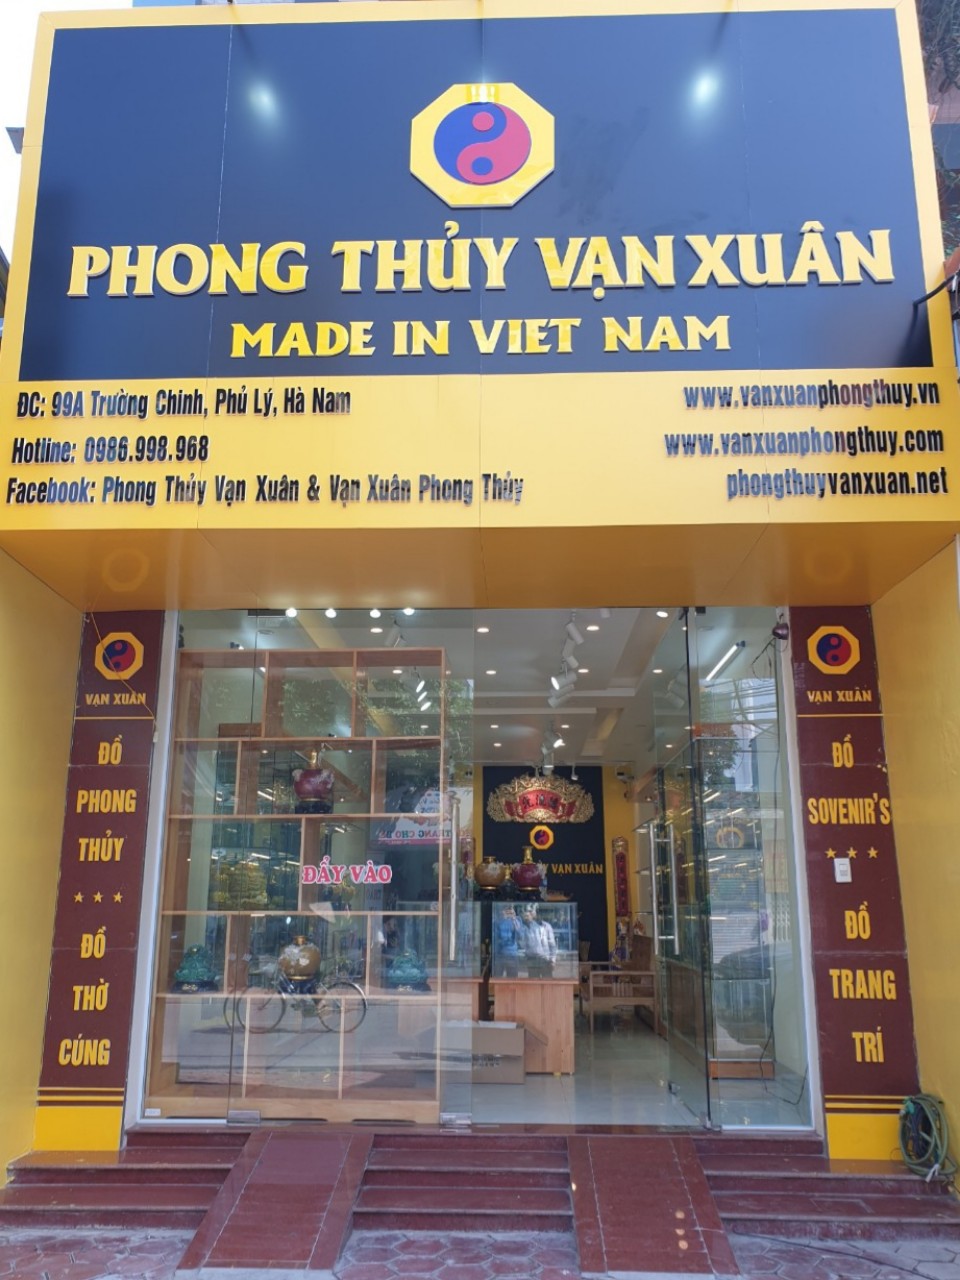 PHONG THỦY VẠN XUÂN
MADE IN VIET NAM
ĐC: 99A Trường Chinh, Phủ Lý, Hà Nam
Hotline: 0986.998.968
Facebook: Phong Thủy Vạn Xuân & Vạn Xuân Phong Thủy
www.vanxuanphongthuy.vn
www.vanxuanphongthuy.com
phongthuyvanxuan.net
VẠN XUÂN
ĐỒ
PHONG
THỦY
ĐỒ
THỜ
CÚNG
ĐẨY VÀO
VẠN XUÂN
VẠN XUÂN
ĐỒ
SOVENIR'S
ĐỒ
TRANG
TRÍ